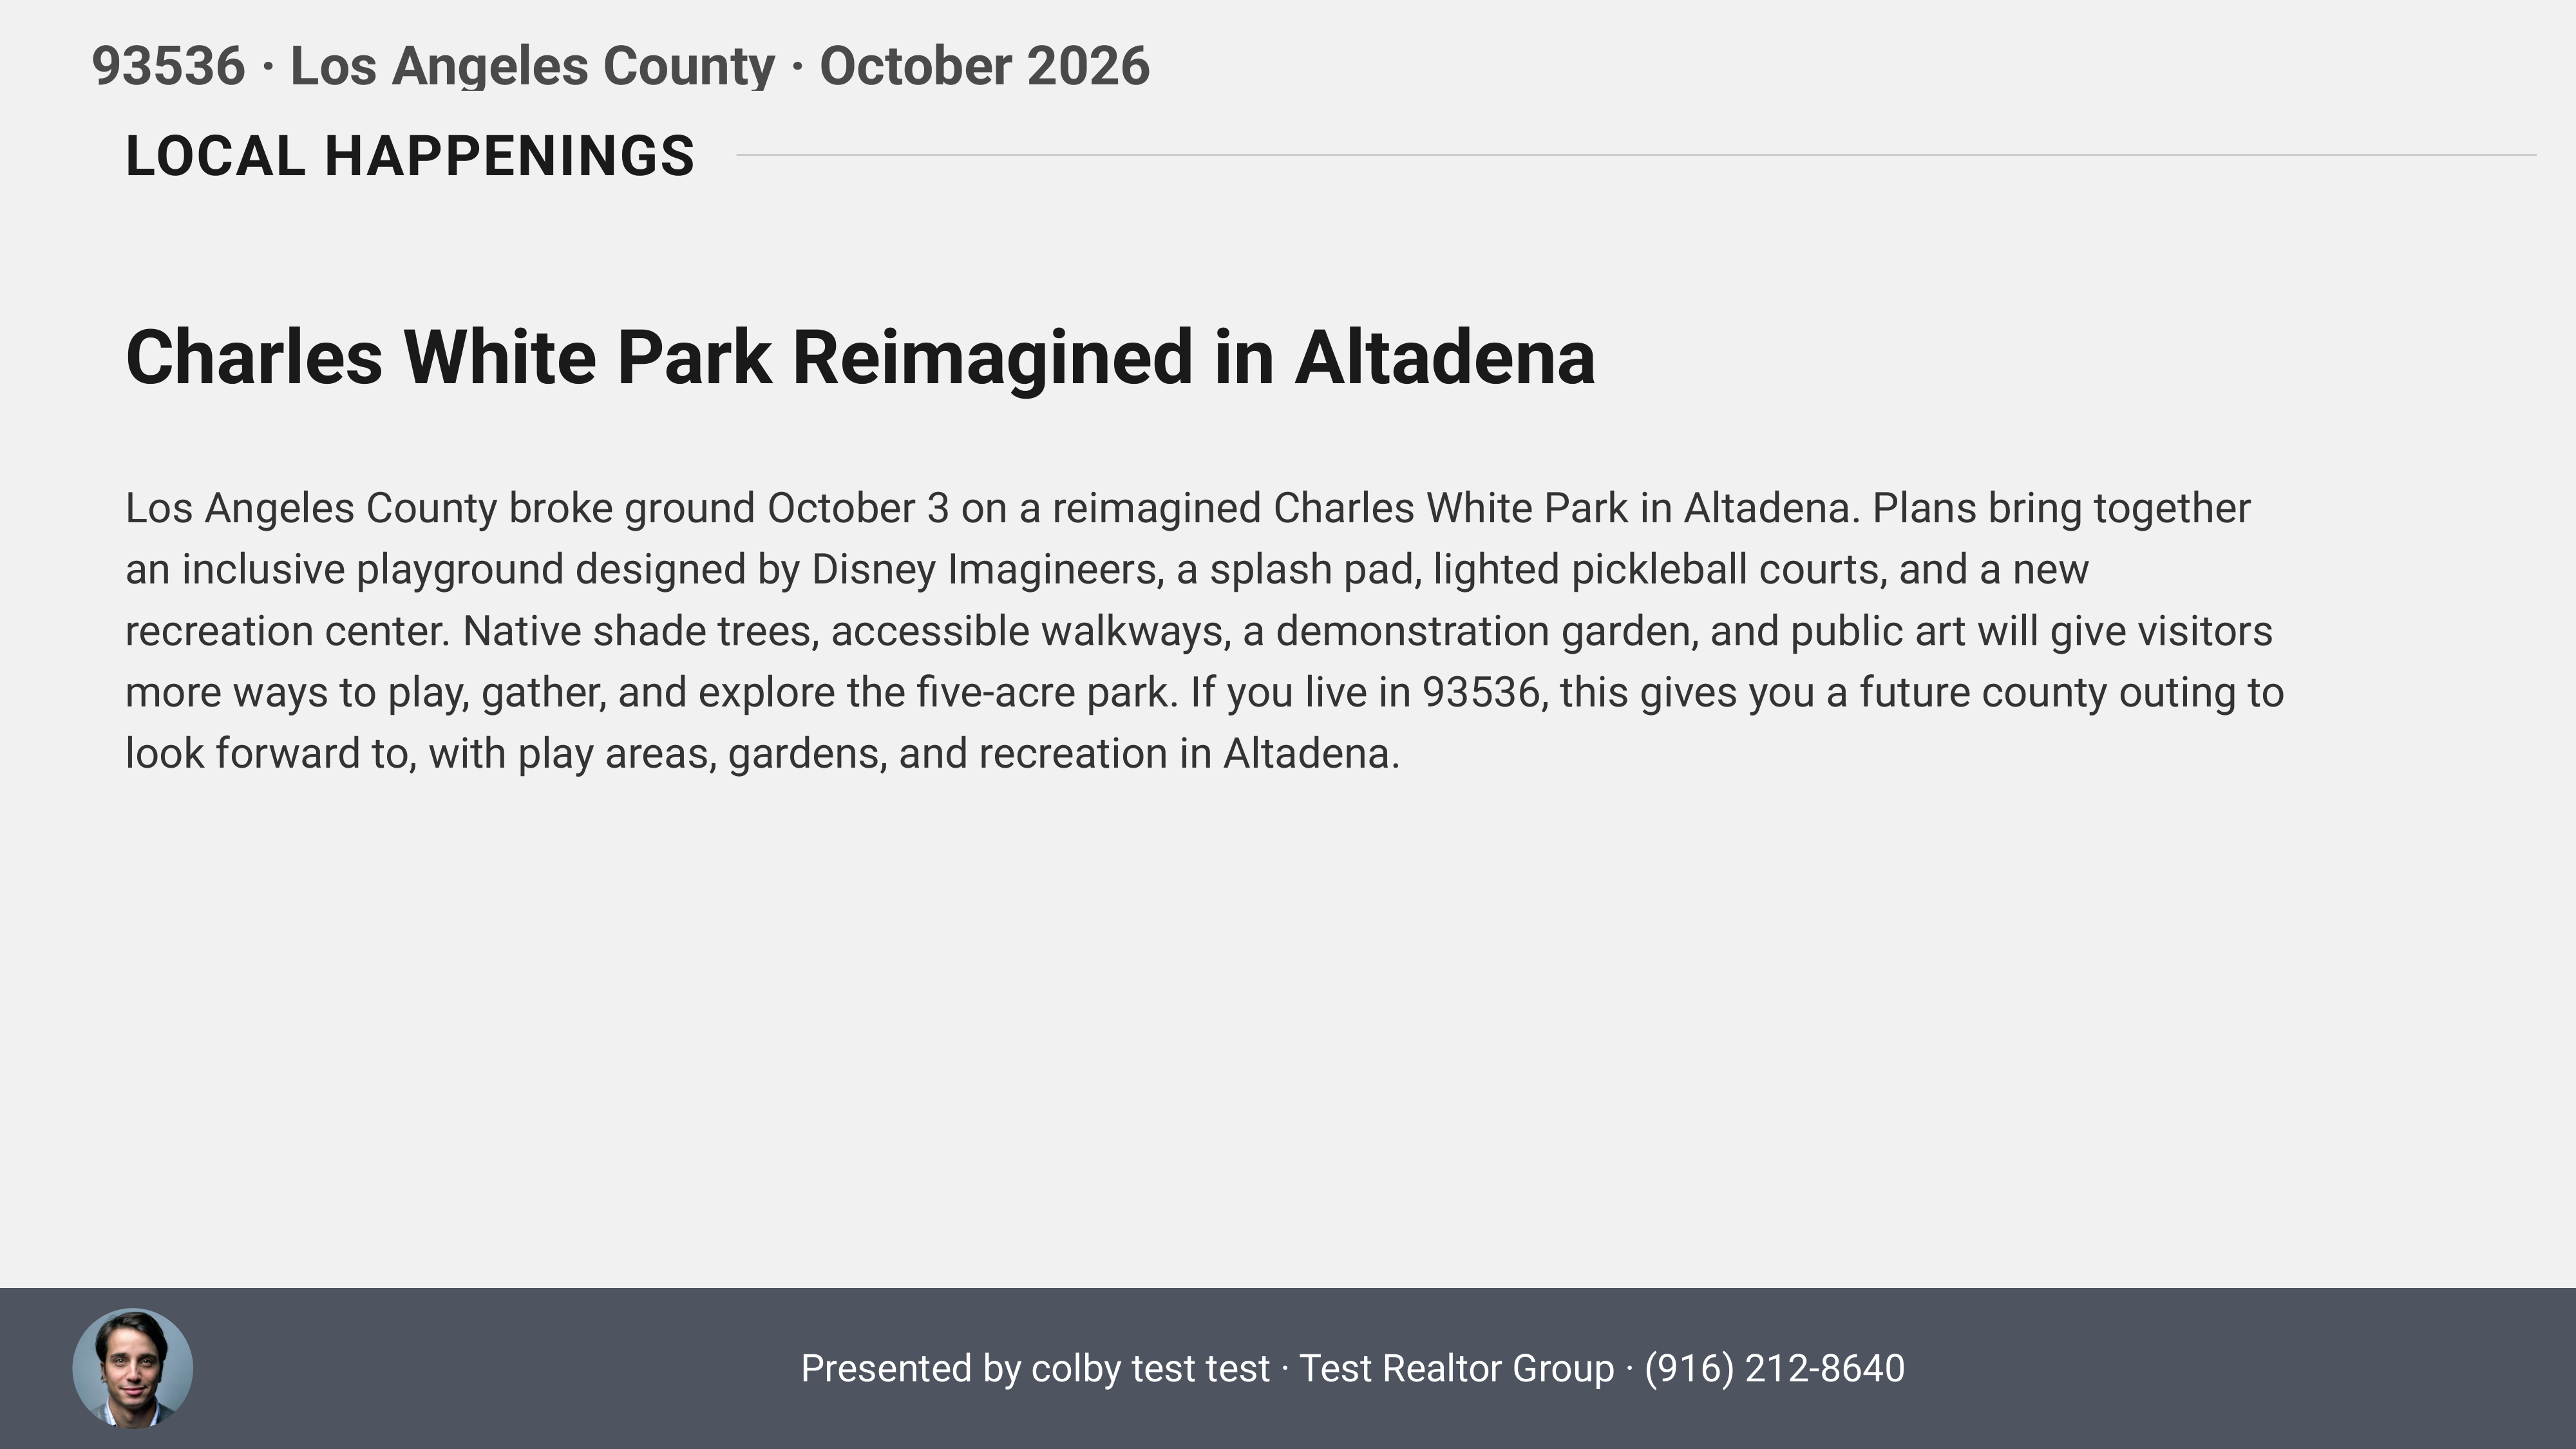 93536 · Los Angeles County · October 2026
LOCAL HAPPENINGS
Charles White Park Reimagined in Altadena
Los Angeles County broke ground October 3 on a reimagined Charles White Park in Altadena. Plans bring together
an inclusive playground designed by Disney Imagineers, a splash pad, lighted pickleball courts, and a new
recreation center. Native shade trees, accessible walkways, a demonstration garden, and public art will give visitors
more ways to play, gather, and explore the five-acre park. If you live in 93536, this gives you a future county outing to
look forward to, with play areas, gardens, and recreation in Altadena.
Presented by colby test test · Test Realtor Group · (916) 212-8640